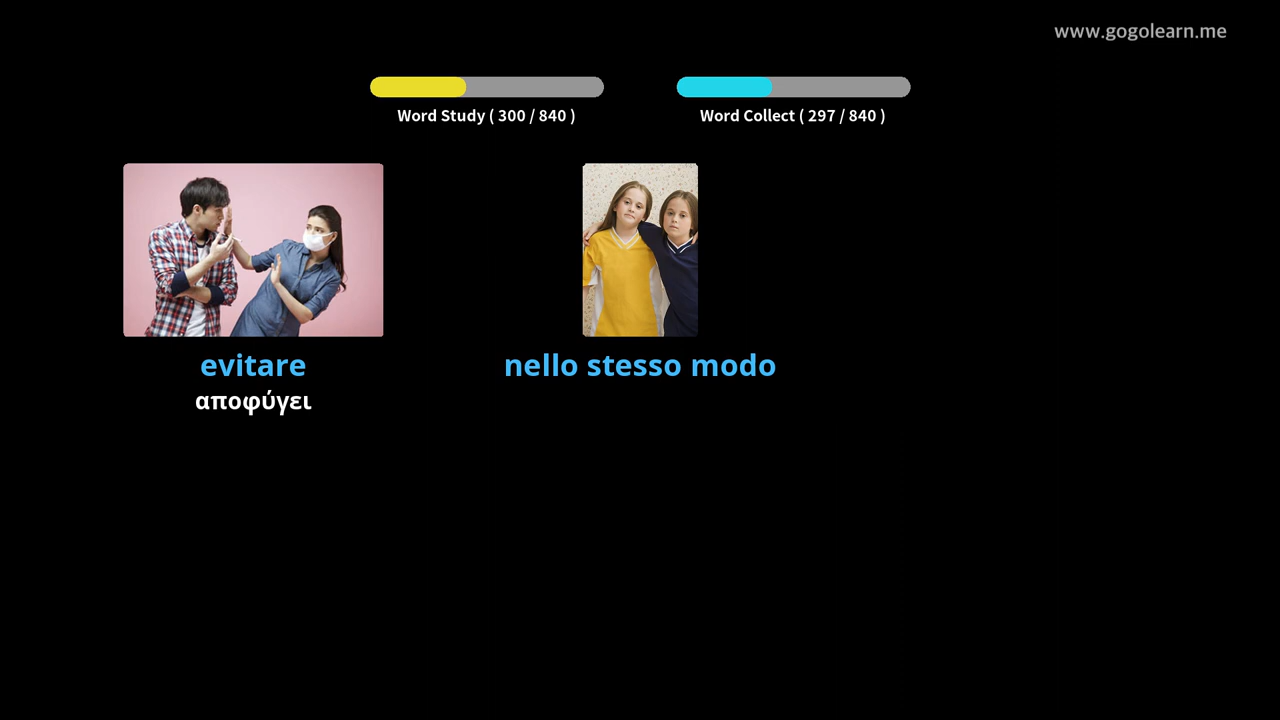 www.gogolearn.me
Word Study ( 300 / 840 )
Word Collect ( 297 / 840 )
evitare
αποφύγει
nello stesso modo